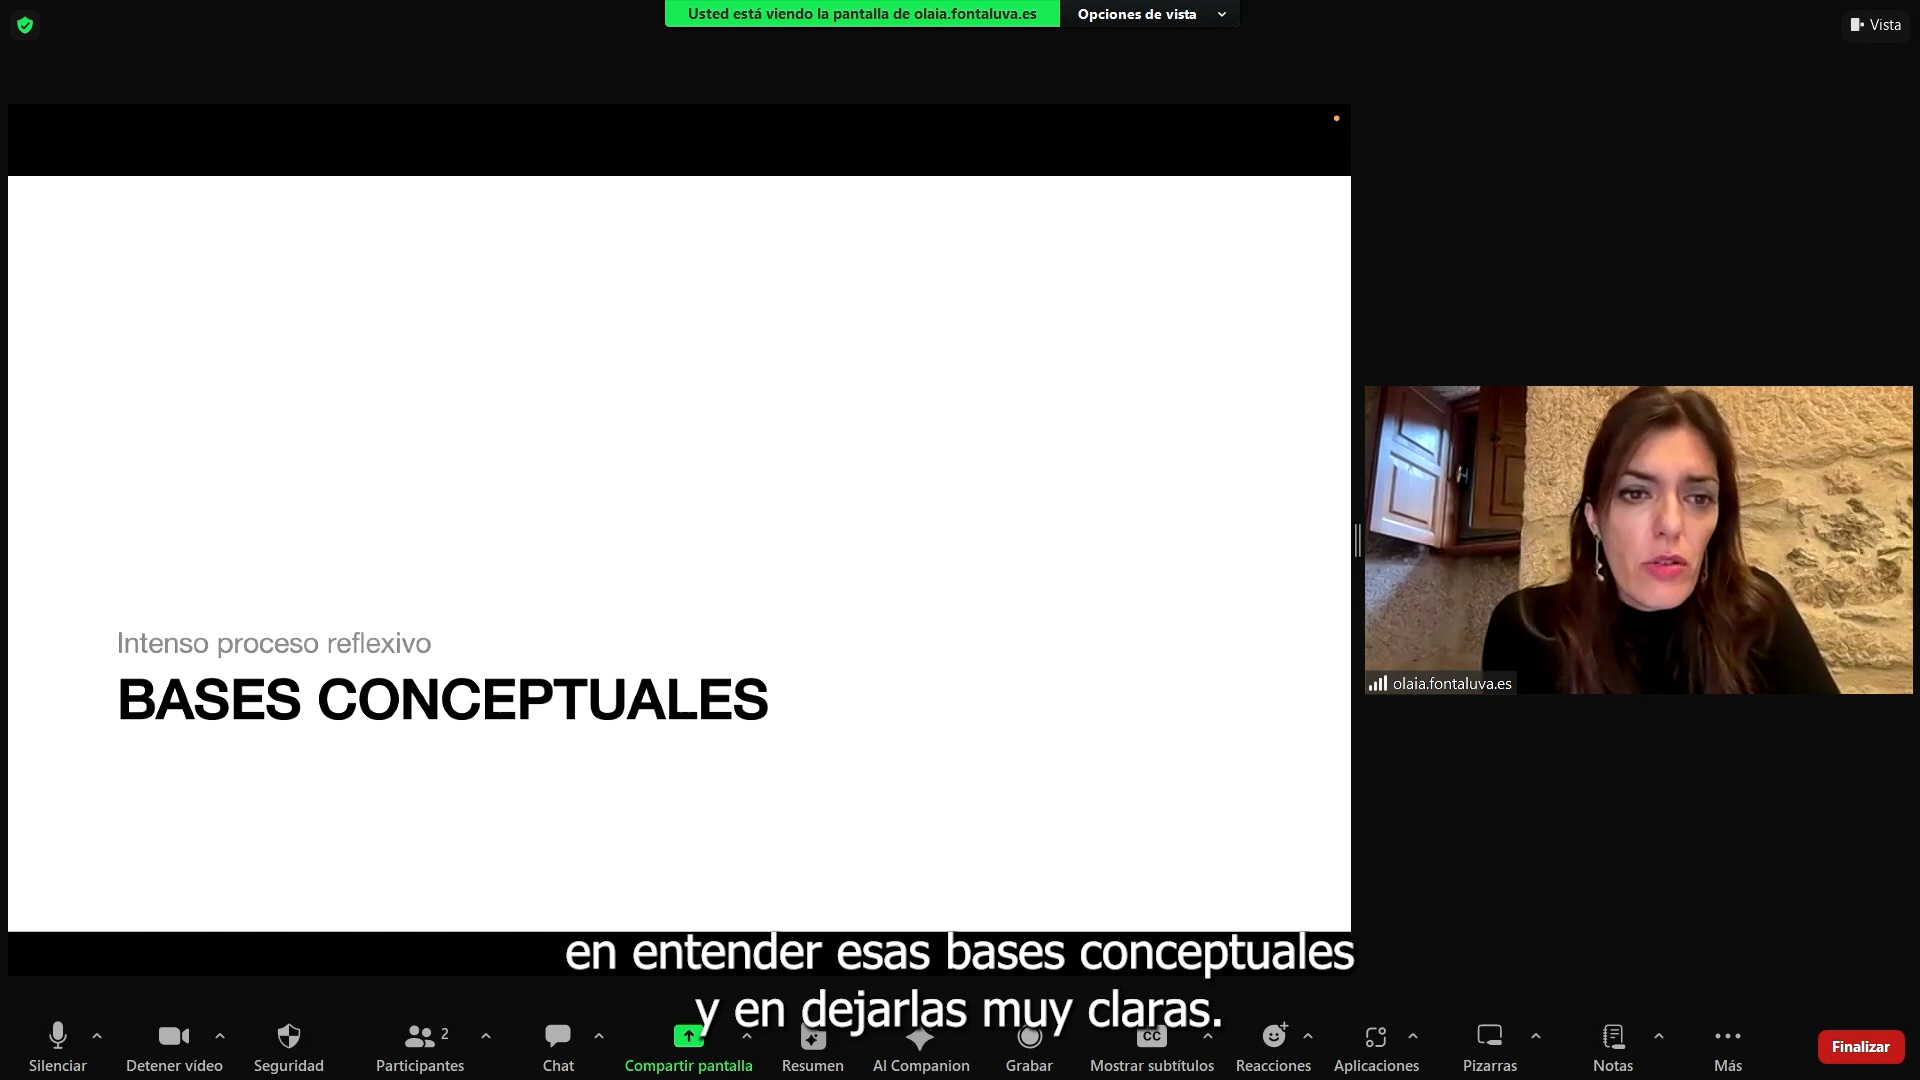 Usted está viendo la pantalla de olaia.fontaluva.es
Opciones de vista
Vista
Intenso proceso reflexivo
BASES CONCEPTUALES
olaia.fontaluva.es
en entender esas bases conceptuales
y en dejarlas muy claras.
2
CC
Silenciar
Detener vídeo
Seguridad
Participantes
Chat
Compartir pantalla
Resumen
AI Companion
Grabar
Mostrar subtítulos
Reacciones
Aplicaciones
Pizarras
Notas
Más
Finalizar